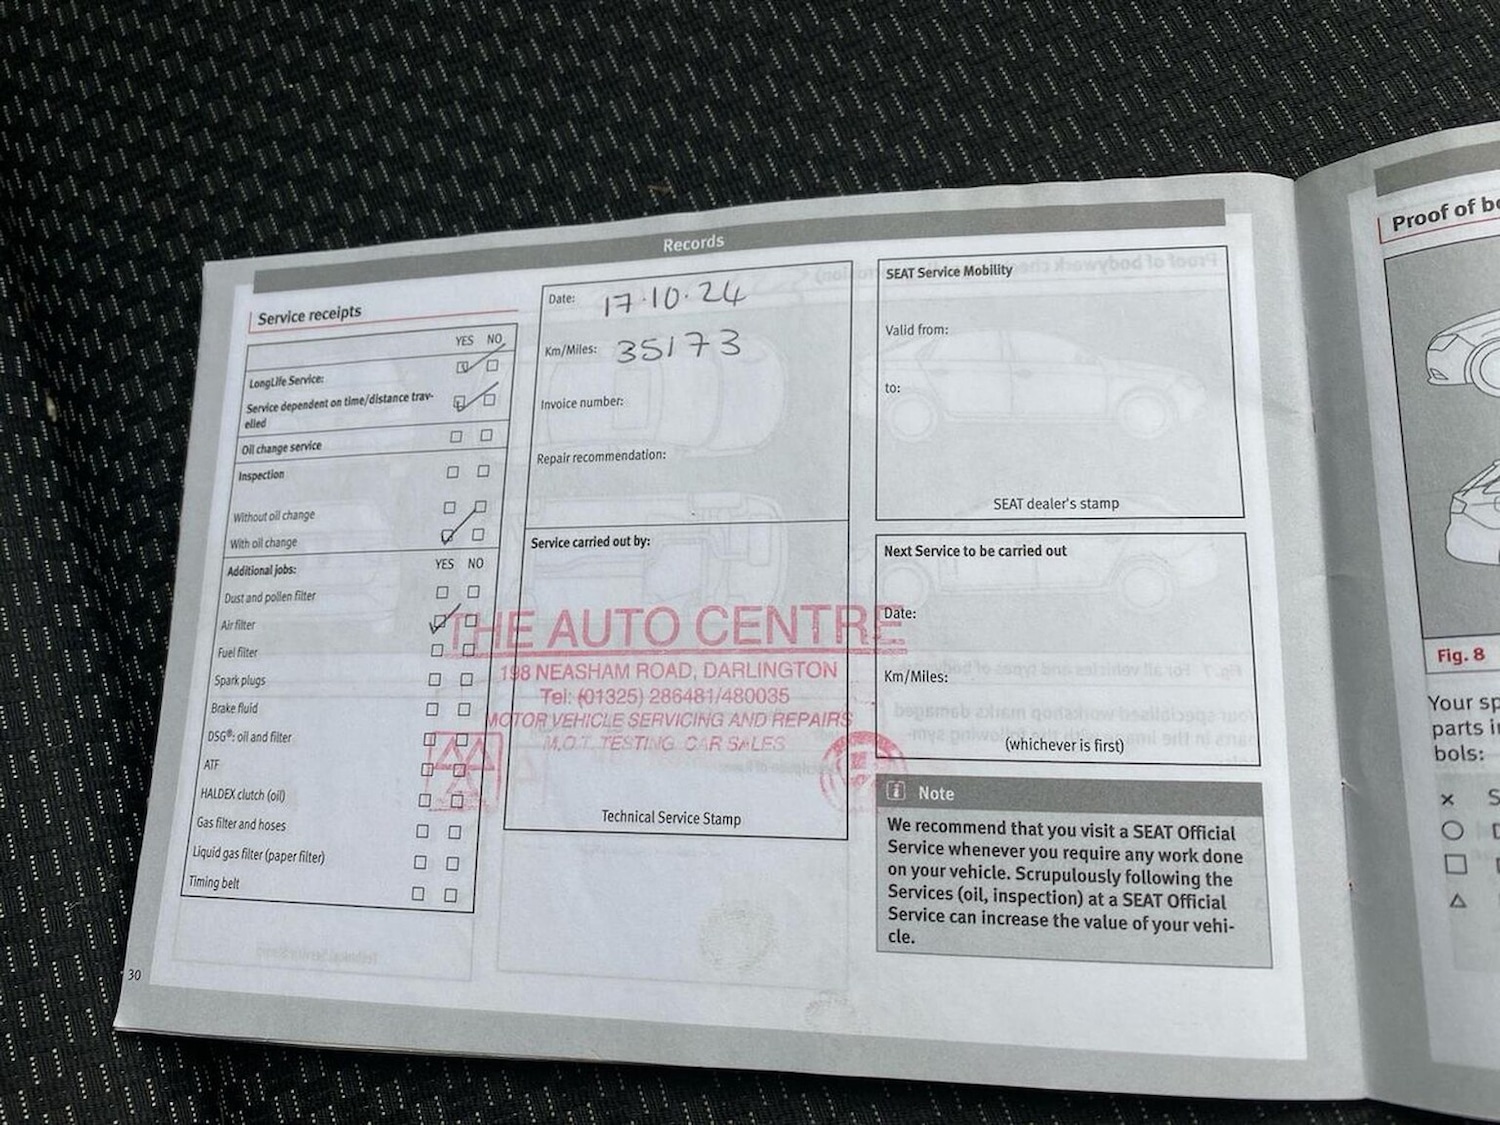 Records
Service receipts
YES NO
LongLife Service:
Service dependent on time/distance trav-
elled
Oil change service
Inspection
Without oil change
With oil change
Additional jobs: YES NO
Dust and pollen filter
Air filter
Fuel filter
Spark plugs
Brake fluid
DSG®: oil and filter
ATF
HALDEX clutch (oil)
Gas filter and hoses
Liquid gas filter (paper filter)
Timing belt
30
Date: 17.10.24
Km/Miles: 35173
Invoice number:
Repair recommendation:
Service carried out by:
THE AUTO CENTRE
198 NEASHAM ROAD, DARLINGTON
Tel: (01325) 286481/480035
MOTOR VEHICLE SERVICING AND REPAIRS
M.O.T. TESTING. CAR SALES
Technical Service Stamp
SEAT Service Mobility
Valid from:
to:
SEAT dealer's stamp
Next Service to be carried out
Date:
Km/Miles:
(whichever is first)
i Note
We recommend that you visit a SEAT Official
Service whenever you require any work done
on your vehicle. Scrupulously following the
Services (oil, inspection) at a SEAT Official
Service can increase the value of your vehi-
cle.
Proof of
Fig. 8
Your
parts
bols: